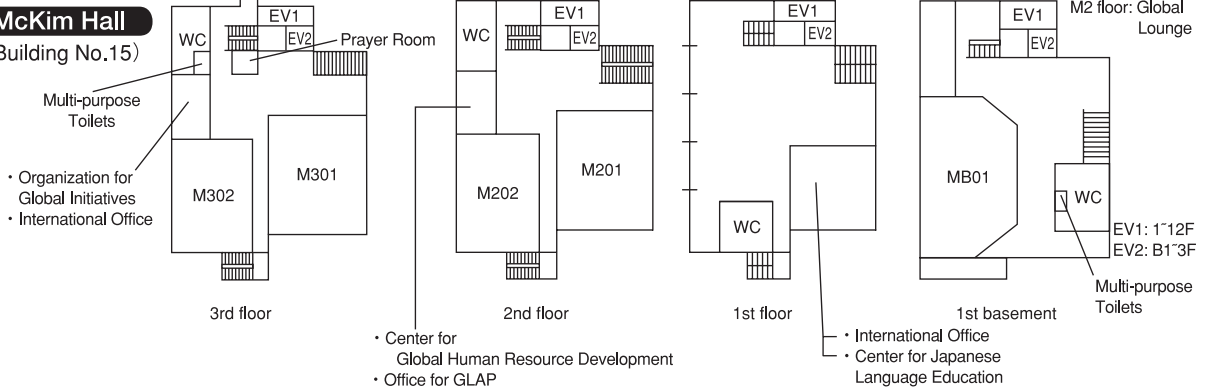 McKim Hall
Building No.15）
WC
EV1
EV2
Prayer Room
Multi-purpose
Toilets
・Organization for
Global Initiatives
・International Office
M302
M301
3rd floor
WC
EV1
EV2
M202
M201
2nd floor
・Center for
Global Human Resource Development
・Office for GLAP
EV1
EV2
WC
1st floor
・International Office
・Center for Japanese
Language Education
M2 floor: Global
Lounge
EV1
EV2
MB01
WC
EV1: 1~12F
EV2: B1~3F
Multi-purpose
Toilets
1st basement